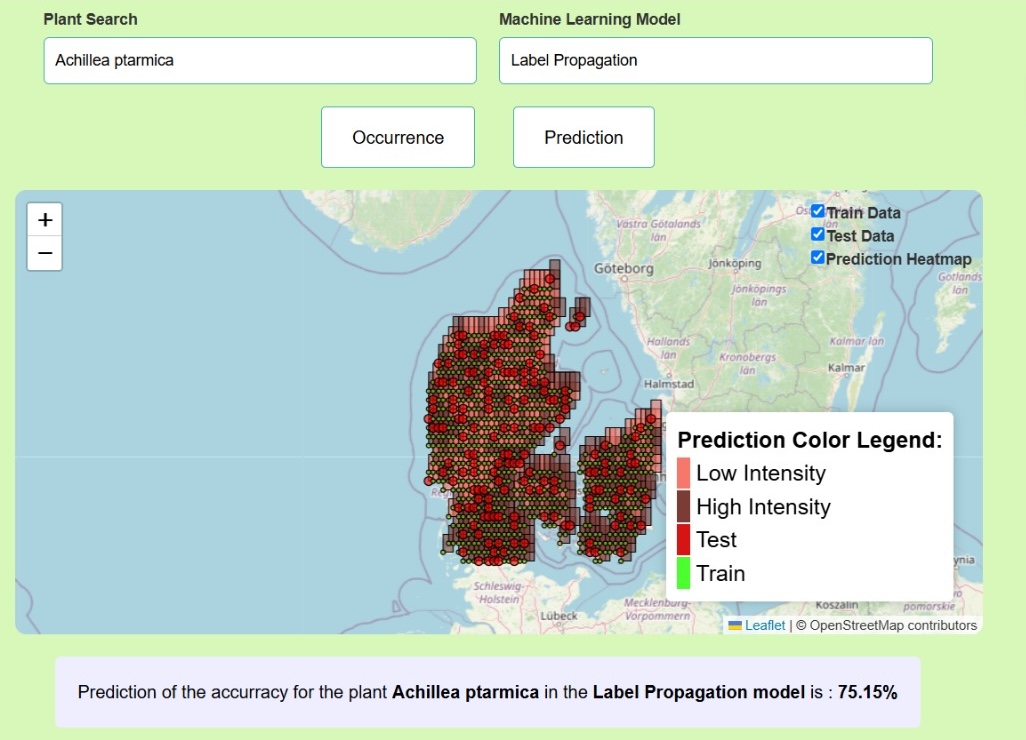 Plant Search
Machine Learning Model
Achillea ptarmica
Label Propagation
Occurrence
Prediction
+
−
Train Data
Test Data
Prediction Heatmap
Västra Götalands
län
Göteborg
Jönköping
Jönköpings
län
Gotlands
Hallands
län
Kronobergs
län
Kalmar län
Kalmar
Halmstad
Prediction Color Legend:
Low Intensity
High Intensity
Test
Train
Schleswig-
Holstein
Lübeck
Mecklenburg-
Vorpommern
Koszalin
pomorskie
Leaflet | © OpenStreetMap contributors
Prediction of the accurracy for the plant Achillea ptarmica in the Label Propagation model is : 75.15%